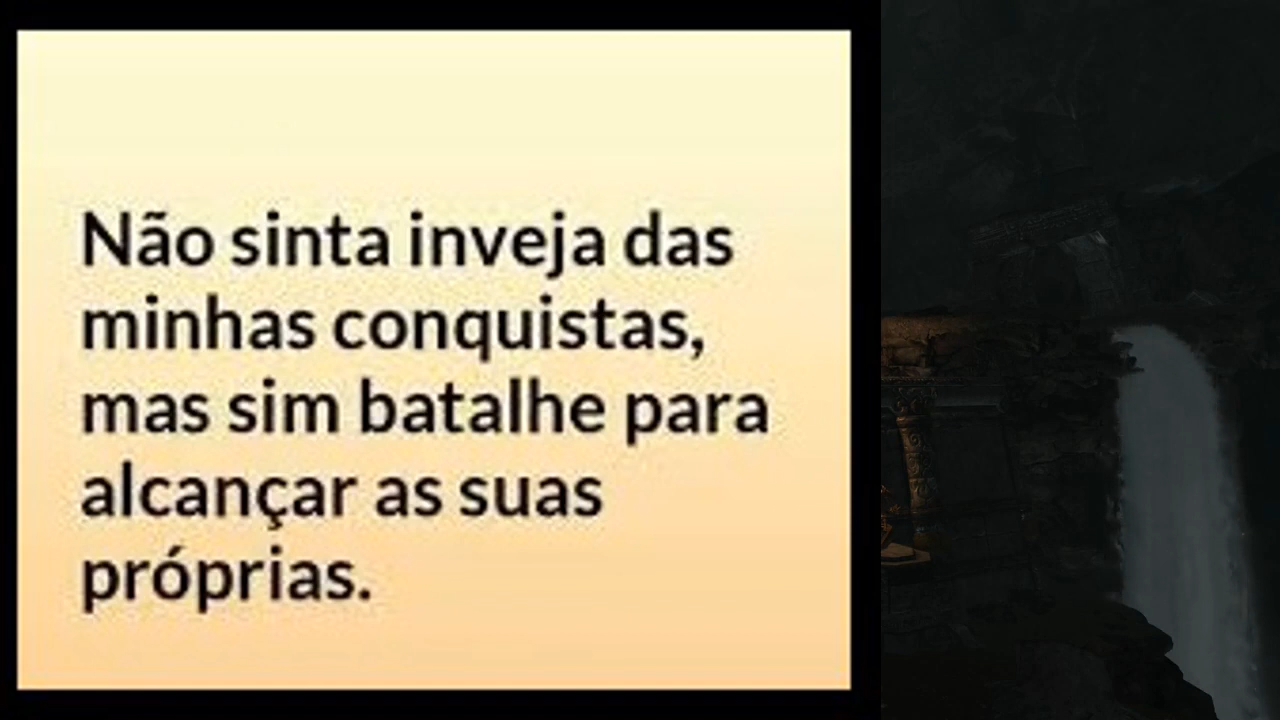 Não sinta inveja das
minhas conquistas,
mas sim batalhe para
alcançar as suas
próprias.